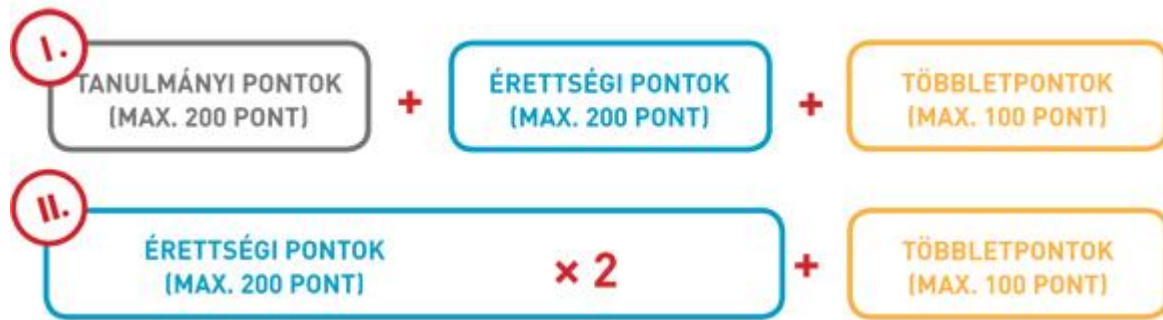 I.
TANULMÁNYI PONTOK
(MAX. 200 PONT)
+
ÉRETTSÉGI PONTOK
(MAX. 200 PONT)
+
TÖBBLETPONTOK
(MAX. 100 PONT)
II.
ÉRETTSÉGI PONTOK
(MAX. 200 PONT)
× 2
+
TÖBBLETPONTOK
(MAX. 100 PONT)